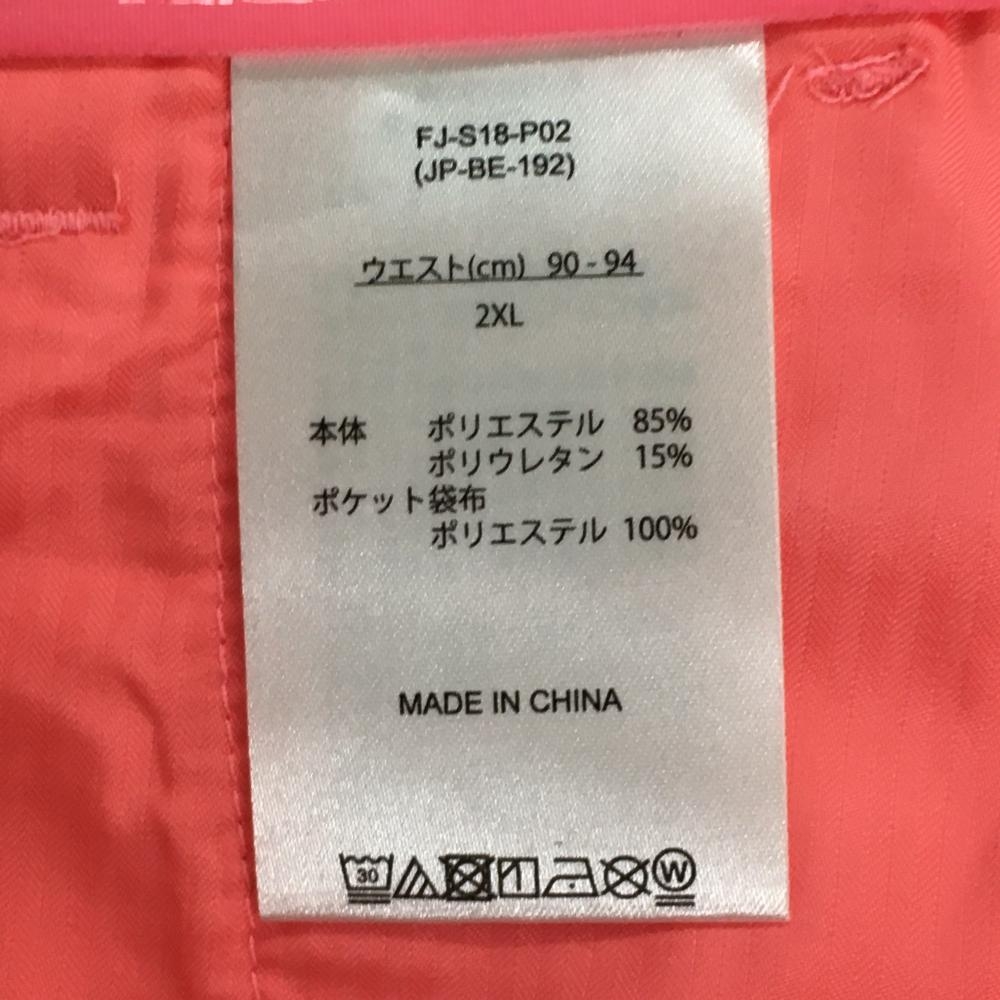 FJ-S18-P02
(JP-BE-192)
ウエスト(cm) 90 - 94
2XL
本体 ポリエステル 85%
ポリウレタン 15%
ポケット袋布
ポリエステル 100%
MADE IN CHINA
30 W